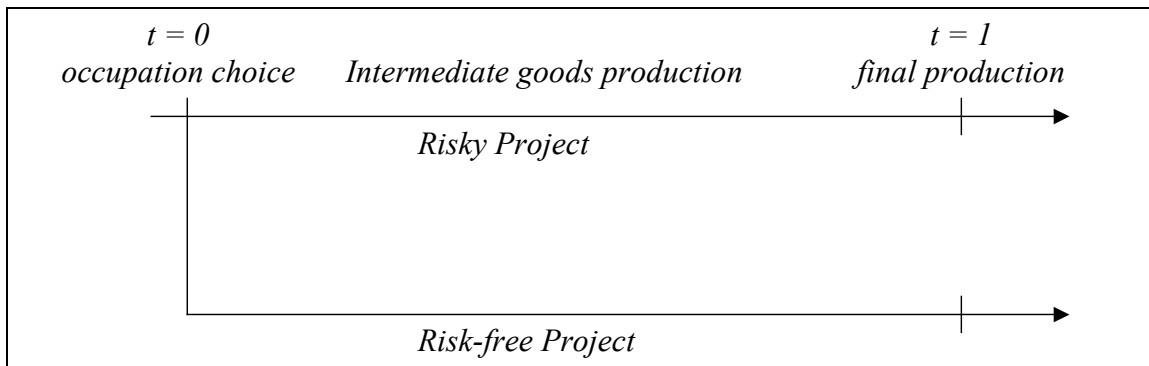 t = 0 t = 1
occupation choice Intermediate goods production final production
Risky Project
Risk-free Project